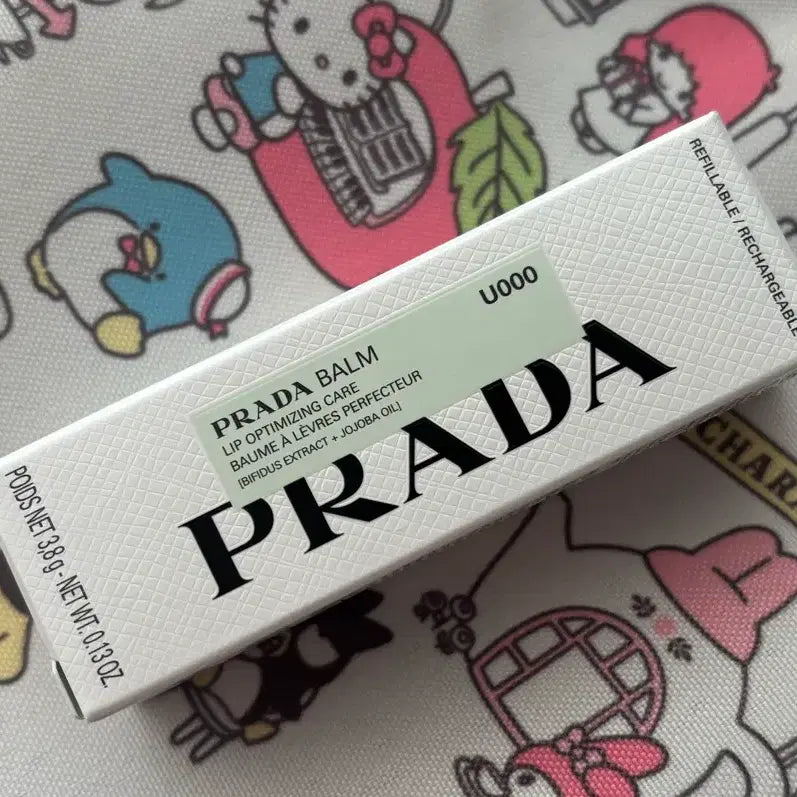 REFILLABLE / RECHARGEABLE
U000
PRADA BALM
LIP OPTIMIZING CARE
BAUME À LÈVRES PERFECTEUR
[BIFIDUS EXTRACT + JOJOBA OIL]
PRADA
POIDS NET 3,8 g - NET WT. 0.13 OZ.
CHARA